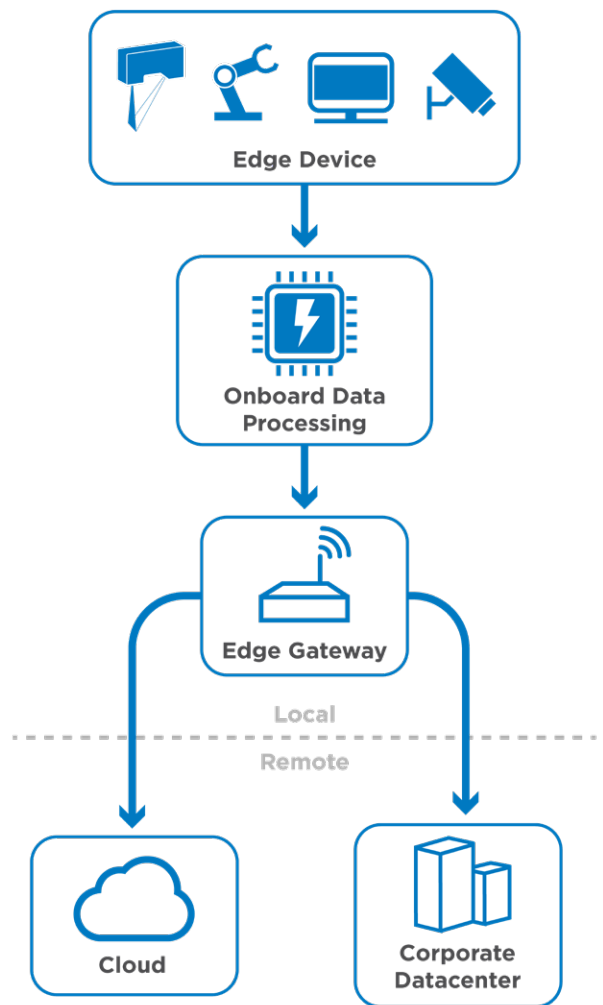 Edge Device
Onboard Data
Processing
Edge Gateway
Local
Remote
Cloud
Corporate
Datacenter